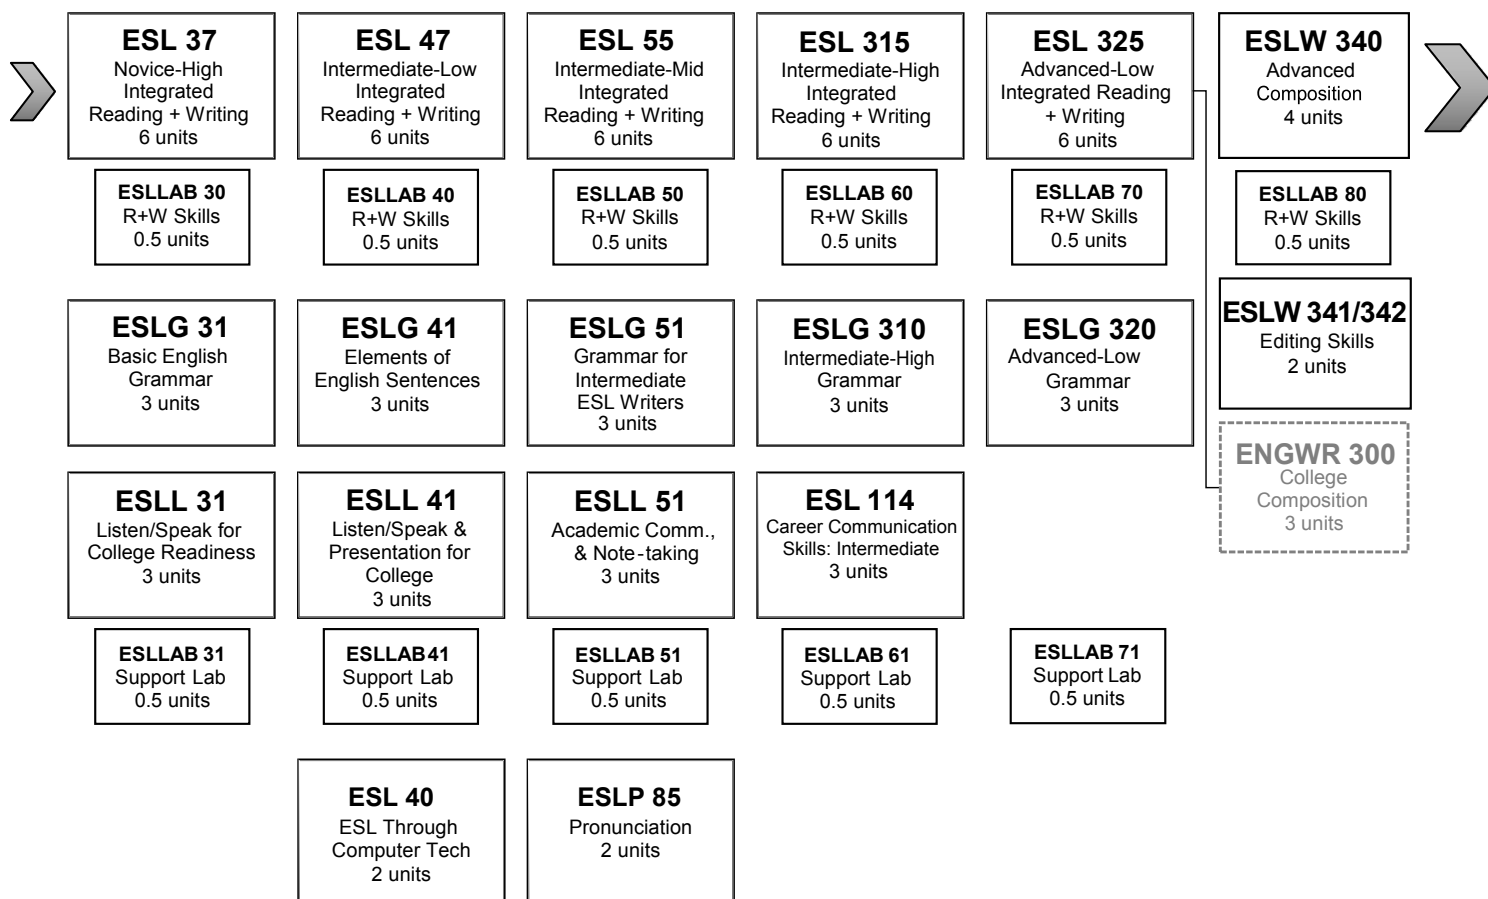 ESL 37
Novice-High
Integrated
Reading + Writing
6 units
ESL 47
Intermediate-Low
Integrated
Reading + Writing
6 units
ESL 55
Intermediate-Mid
Integrated
Reading + Writing
6 units
ESL 315
Intermediate-High
Integrated
Reading + Writing
6 units
ESL 325
Advanced-Low
Integrated Reading
+ Writing
6 units
ESLW 340
Advanced
Composition
4 units
ESLLAB 30
R+W Skills
0.5 units
ESLLAB 40
R+W Skills
0.5 units
ESLLAB 50
R+W Skills
0.5 units
ESLLAB 60
R+W Skills
0.5 units
ESLLAB 70
R+W Skills
0.5 units
ESLLAB 80
R+W Skills
0.5 units
ESLG 31
Basic English
Grammar
3 units
ESLG 41
Elements of
English Sentences
3 units
ESLG 51
Grammar for
Intermediate
ESL Writers
3 units
ESLG 310
Intermediate-High
Grammar
3 units
ESLG 320
Advanced-Low
Grammar
3 units
ESLW 341/342
Editing Skills
2 units
ENGWR 300
College
Composition
3 units
ESLL 31
Listen/Speak for
College Readiness
3 units
ESLL 41
Listen/Speak &
Presentation for
College
3 units
ESLL 51
Academic Comm.,
& Note-taking
3 units
ESL 114
Career Communication
Skills: Intermediate
3 units
ESLLAB 31
Support Lab
0.5 units
ESLLAB 41
Support Lab
0.5 units
ESLLAB 51
Support Lab
0.5 units
ESLLAB 61
Support Lab
0.5 units
ESLLAB 71
Support Lab
0.5 units
ESL 40
ESL Through
Computer Tech
2 units
ESLP 85
Pronunciation
2 units